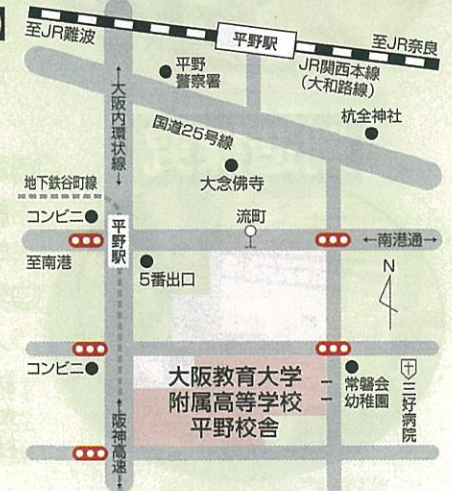 至JR難波
平野駅
至JR奈良
JR関西本線
(大和路線)
平野
警察署
大阪内環状線
国道25号線
杭全神社
大念佛寺
地下鉄谷町線
コンビニ
平野駅
流町
南港通
至南港
5番出口
N
コンビニ
大阪教育大学
附属高等学校
平野校舎
常磐会
幼稚園
三好病院
阪神高速